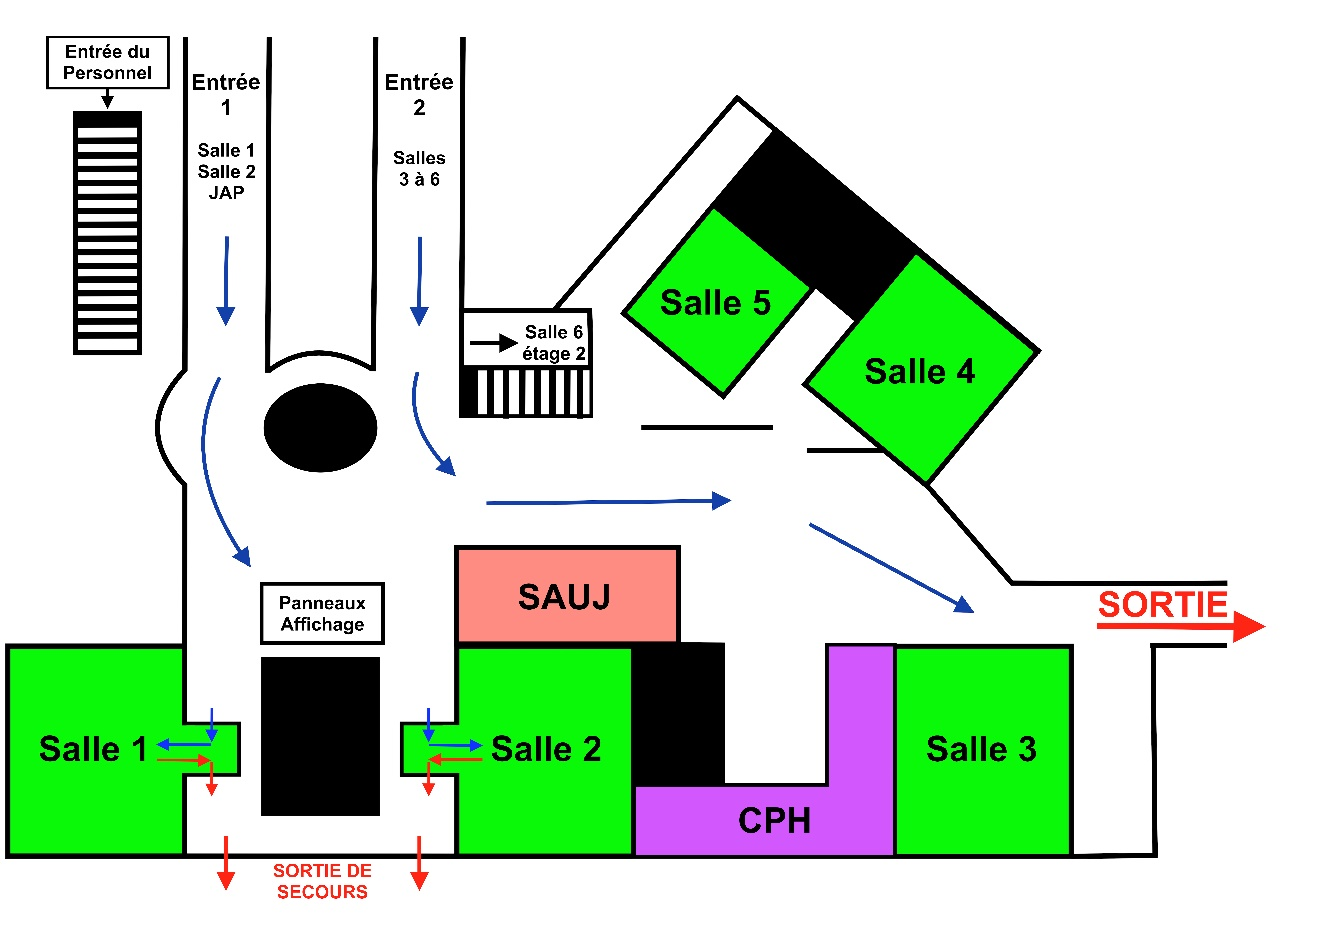 Entrée du
Personnel
Entrée
1
Salle 1
Salle 2
JAP
Entrée
2
Salles
3 à 6
Salle 6
étage 2
Salle 5
Salle 4
SAUJ
SORTIE
Panneaux
Affichage
Salle 1
Salle 2
Salle 3
CPH
SORTIE DE
SECOURS